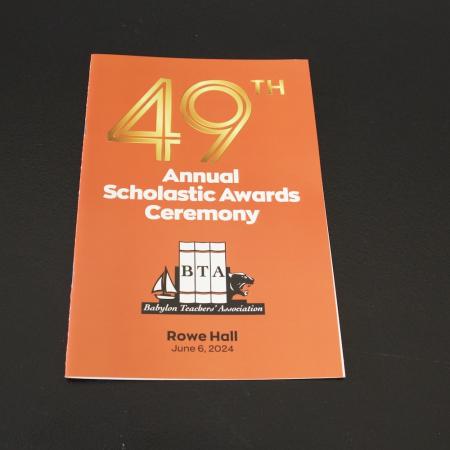 49TH
Annual
Scholastic Awards
Ceremony
BTA
Babylon Teachers' Association
Rowe Hall
June 6, 2024